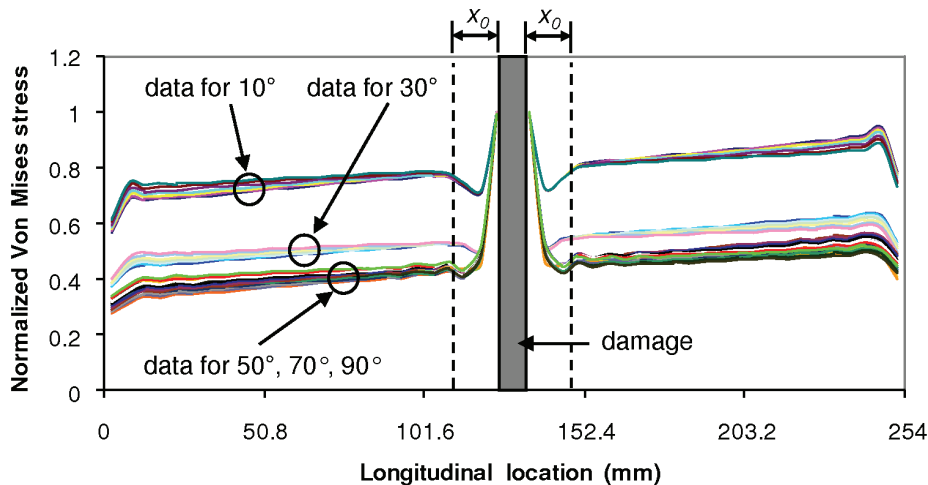 x0 x0
1.2
data for 10° data for 30°
1
0.8
0.6
0.4
0.2
0
data for 50°, 70°, 90°
damage
Normalized Von Mises stress
0 50.8 101.6 152.4 203.2 254
Longitudinal location (mm)